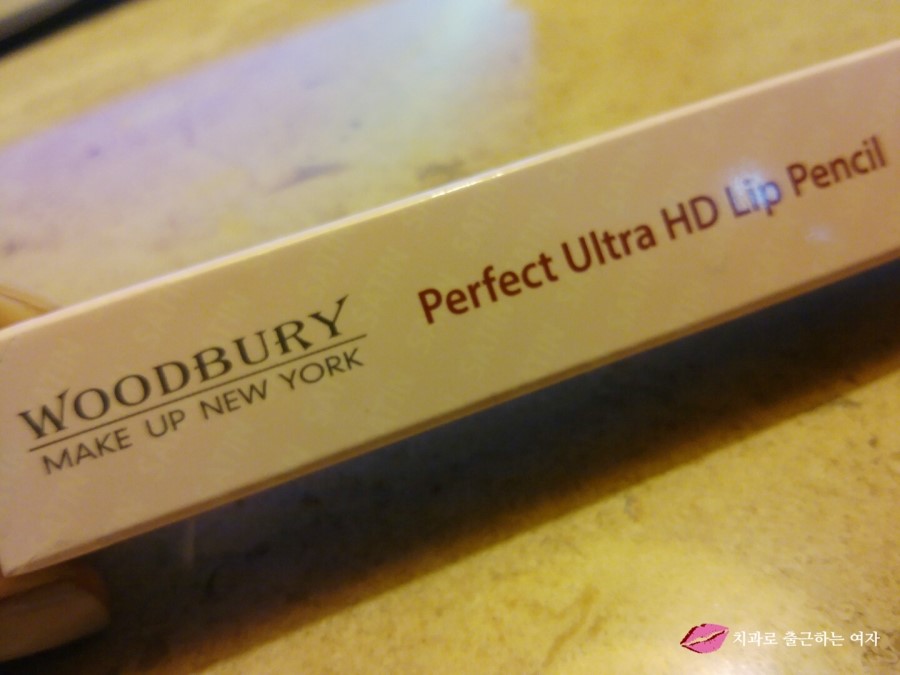 WOODBURY
MAKE UP NEW YORK
Perfect Ultra HD Lip Pencil
치과로 출근하는 여자